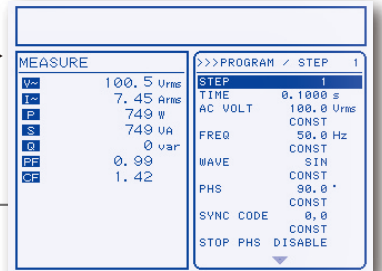 MEASURE
V~ 100.5 Vrms
I~ 7.45 Arms
P 749 W
S 749 VA
Q 0 var
PF 0.99
CF 1.42
>>>PROGRAM / STEP 1
STEP 1
TIME 0.1000 s
AC VOLT 100.0 Vrms
CONST
FREQ 50.0 Hz
CONST
WAVE SIN
PHS 90.0 °
CONST
SYNC CODE 0,0
CONST
STOP PHS DISABLE